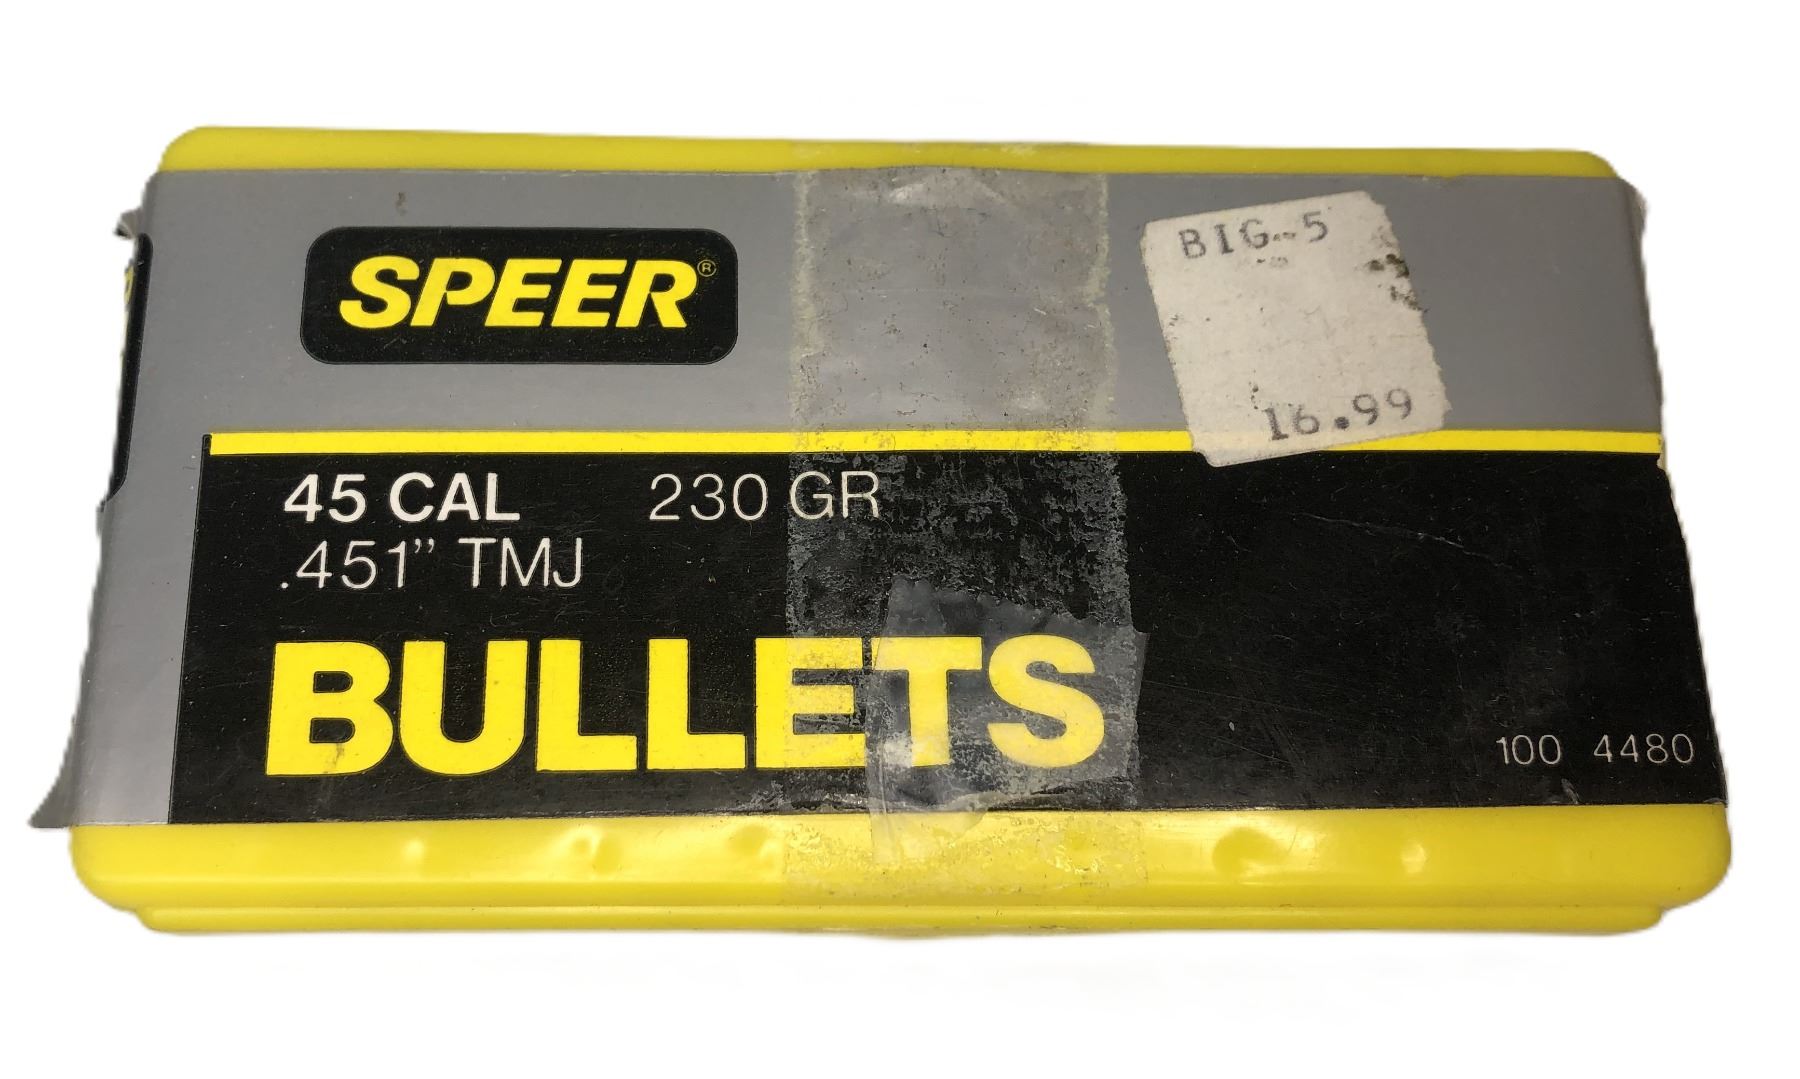 SPEER®
BIG-5
16.99
45 CAL 230 GR
.451" TMJ
BULLETS
100 4480